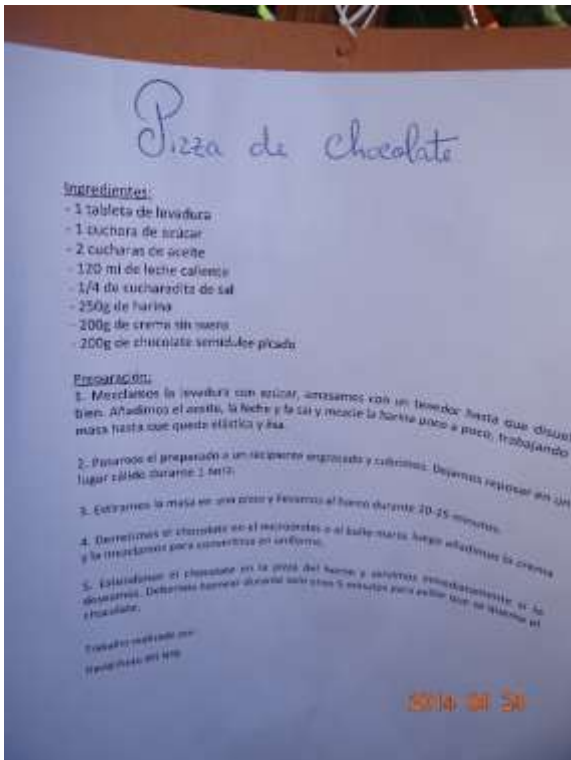 Pizza de chocolate
Ingredientes:
- 1 tableta de levadura
- 1 cuchara de azúcar
- 2 cucharas de aceite
- 120 ml de leche caliente
- 1/4 de cucharadita de sal
- 250g de harina
- 200g de crema sin suero
- 200g de chocolate semidulce picado
Preparación:
1. Mezclamos la levadura con azúcar, amasamos con un tenedor hasta que disuel
bien. Añadimos el aceite, la leche y la sal y mezcle la harina poco a poco, trabajando
masa hasta que quede elástica y lisa.
2. Pasamos el preparado a un recipiente engrasado y cubrimos. Dejamos reposar en un
lugar cálido durante 1 hora.
3. Estiramos la masa en una pizza y llevamos al horno durante 20-25 minutos.
4. Derretimos el chocolate en el microondas o al baño maría, luego añadimos la crema
y la mezclamos para convertirse en uniforme.
5. Extendemos el chocolate en la pizza del horno y servimos inmediatamente si lo
deseamos. Debemos hornear durante solo unos 5 minutos para evitar que se queme el
chocolate.
Trabajo realizado por: